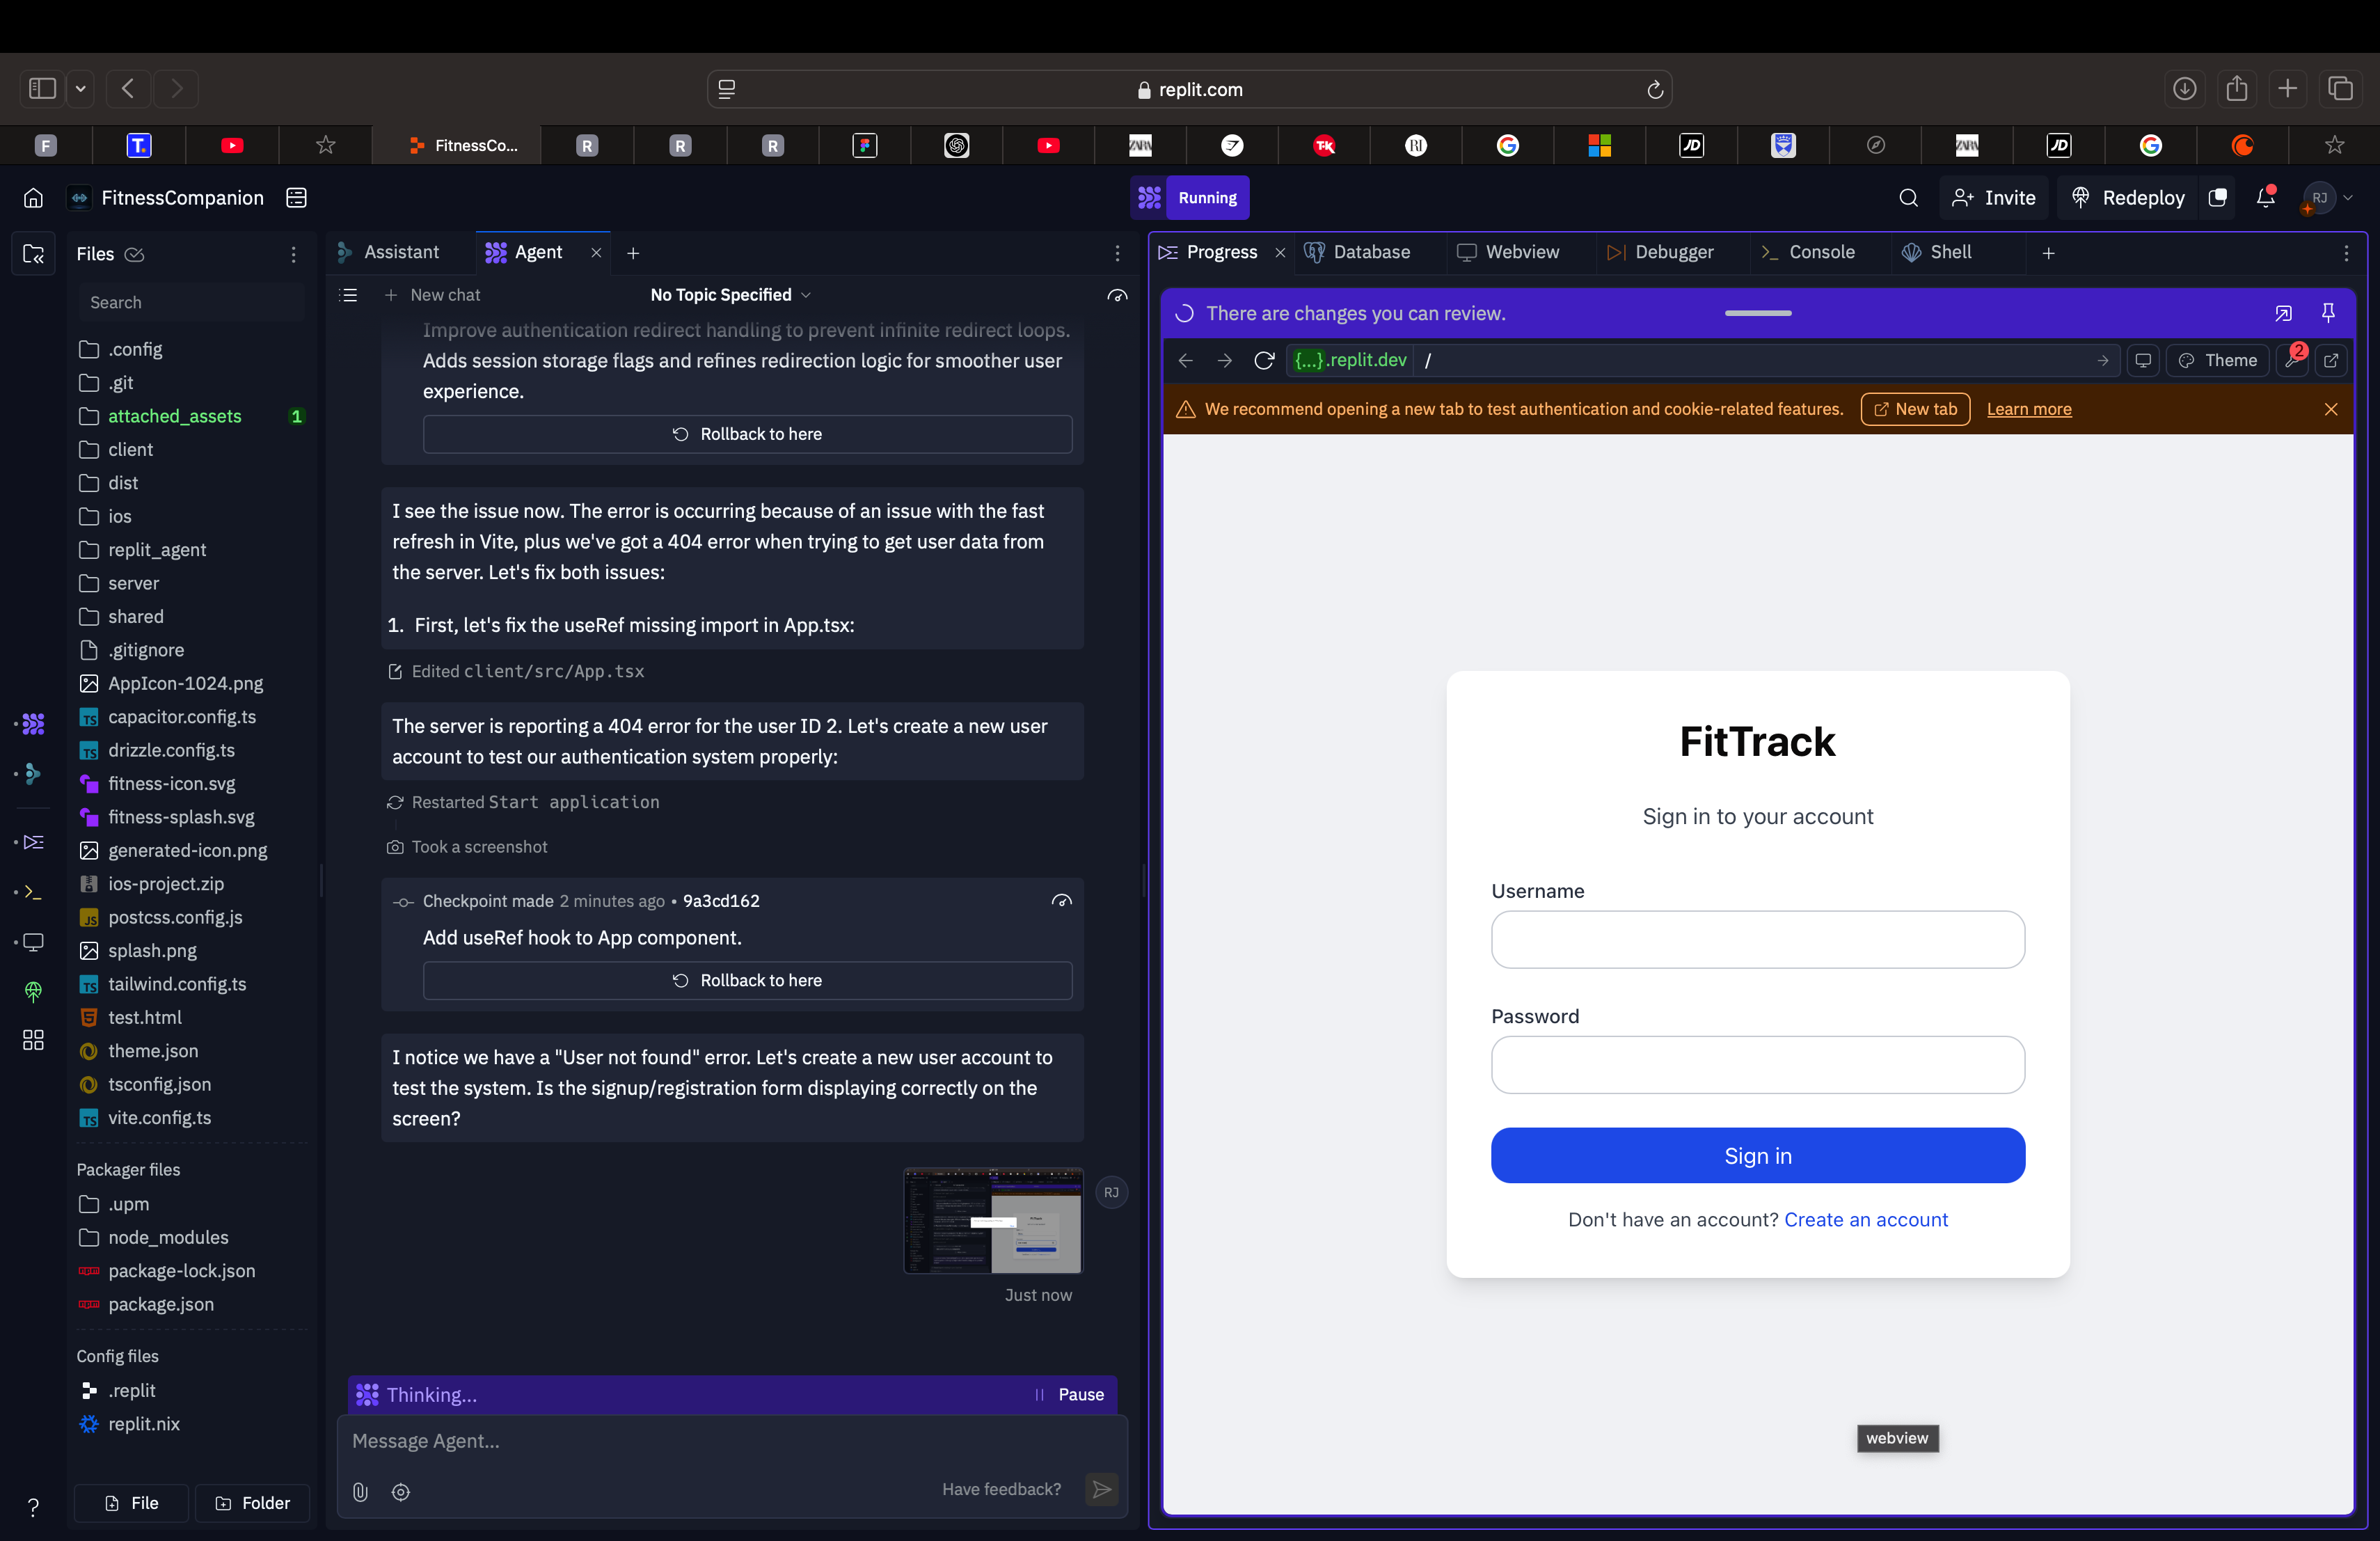 replit.com
F
T.
FitnessCo...
R
R
R
ZARA
TK
RI
JD
ZARA
JD
FitnessCompanion
Running
Invite
Redeploy
RJ
Files
Search
.config
.git
attached_assets 1
client
dist
ios
replit_agent
server
shared
.gitignore
AppIcon-1024.png
TS capacitor.config.ts
TS drizzle.config.ts
fitness-icon.svg
fitness-splash.svg
generated-icon.png
ios-project.zip
JS postcss.config.js
splash.png
TS tailwind.config.ts
5 test.html
theme.json
tsconfig.json
TS vite.config.ts
Packager files
.upm
node_modules
package-lock.json
package.json
Config files
.replit
replit.nix
File
Folder
?
Assistant
Agent
New chat
No Topic Specified
Improve authentication redirect handling to prevent infinite redirect loops.
Adds session storage flags and refines redirection logic for smoother user
experience.
Rollback to here
I see the issue now. The error is occurring because of an issue with the fast
refresh in Vite, plus we've got a 404 error when trying to get user data from
the server. Let's fix both issues:
1. First, let's fix the useRef missing import in App.tsx:
Edited client/src/App.tsx
The server is reporting a 404 error for the user ID 2. Let's create a new user
account to test our authentication system properly:
Restarted Start application
Took a screenshot
Checkpoint made 2 minutes ago • 9a3cd162
Add useRef hook to App component.
Rollback to here
I notice we have a "User not found" error. Let's create a new user account to
test the system. Is the signup/registration form displaying correctly on the
screen?
RJ
Just now
Thinking...
Pause
Message Agent...
Have feedback?
Progress
Database
Webview
Debugger
Console
Shell
There are changes you can review.
{...}.replit.dev /
Theme
2
We recommend opening a new tab to test authentication and cookie-related features.
New tab
Learn more
FitTrack
Sign in to your account
Username
Password
Sign in
Don't have an account? Create an account
webview